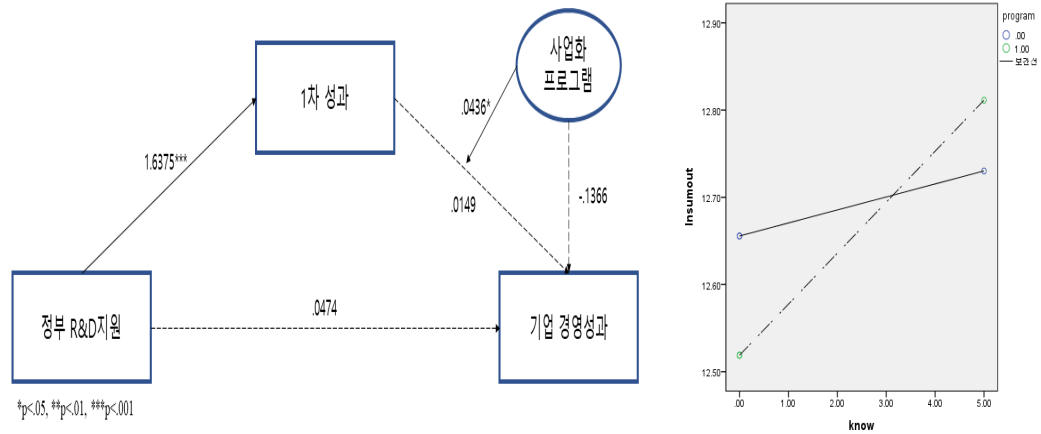 사업화
프로그램
1차 성과
.0436*
1.6375***
.0149
-.1366
정부 R&D지원
.0474
기업 경영성과
*p<.05, **p<.01, ***p<.001
program
.00
1.00
보간선
12.90
12.80
12.70
12.60
12.50
lnsumout
.00 1.00 2.00 3.00 4.00 5.00
know